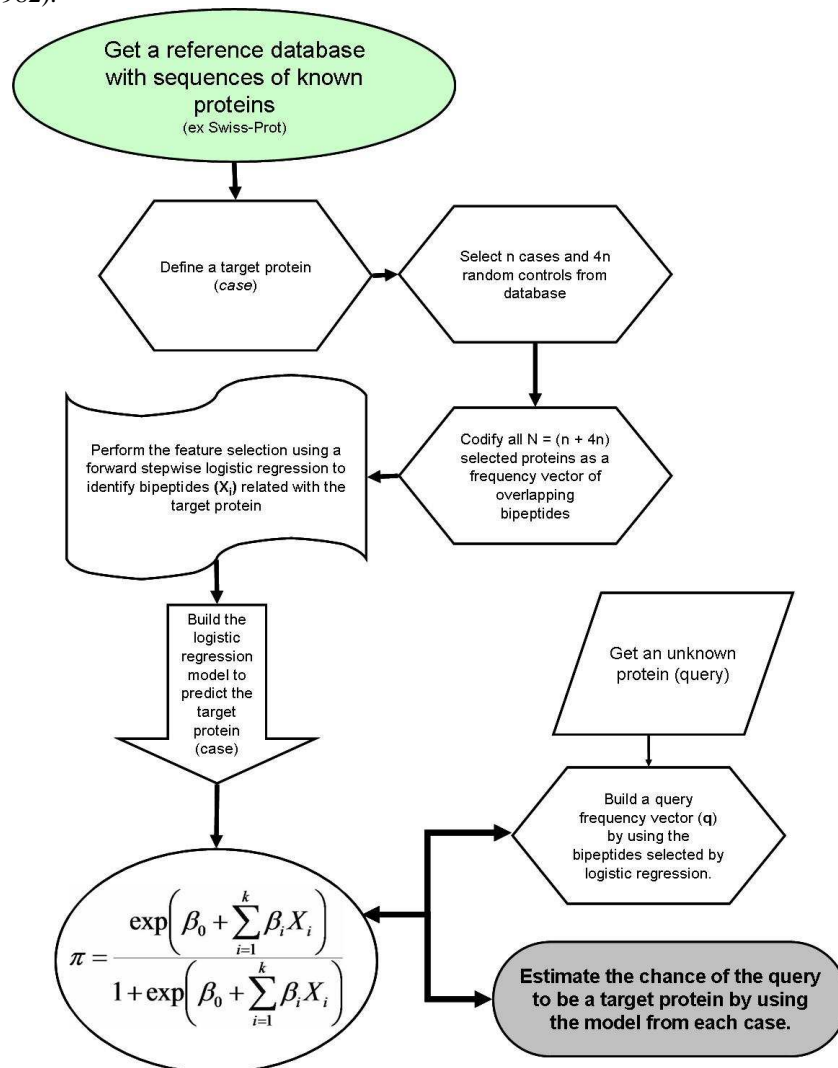 982).
Get a reference database
with sequences of known
proteins
(ex Swiss-Prot)
Define a target protein
(case)
Select n cases and 4n
random controls from
database
Codify all N = (n + 4n)
selected proteins as a
frequency vector of
overlapping
bipeptides
Perform the feature selection using a
forward stepwise logistic regression to
identify bipeptides (Xi) related with the
target protein
Build the
logistic
regression
model to
predict the
target
protein
(case)
Get an unknown
protein (query)
Build a query
frequency vector (q)
by using the
bipeptides selected by
logistic regression.
π = exp(β₀ + ∑ᵢ₌₁ᵏ βᵢXᵢ) / 1 + exp(β₀ + ∑ᵢ₌₁ᵏ βᵢXᵢ)
Estimate the chance of the query
to be a target protein by using
the model from each case.